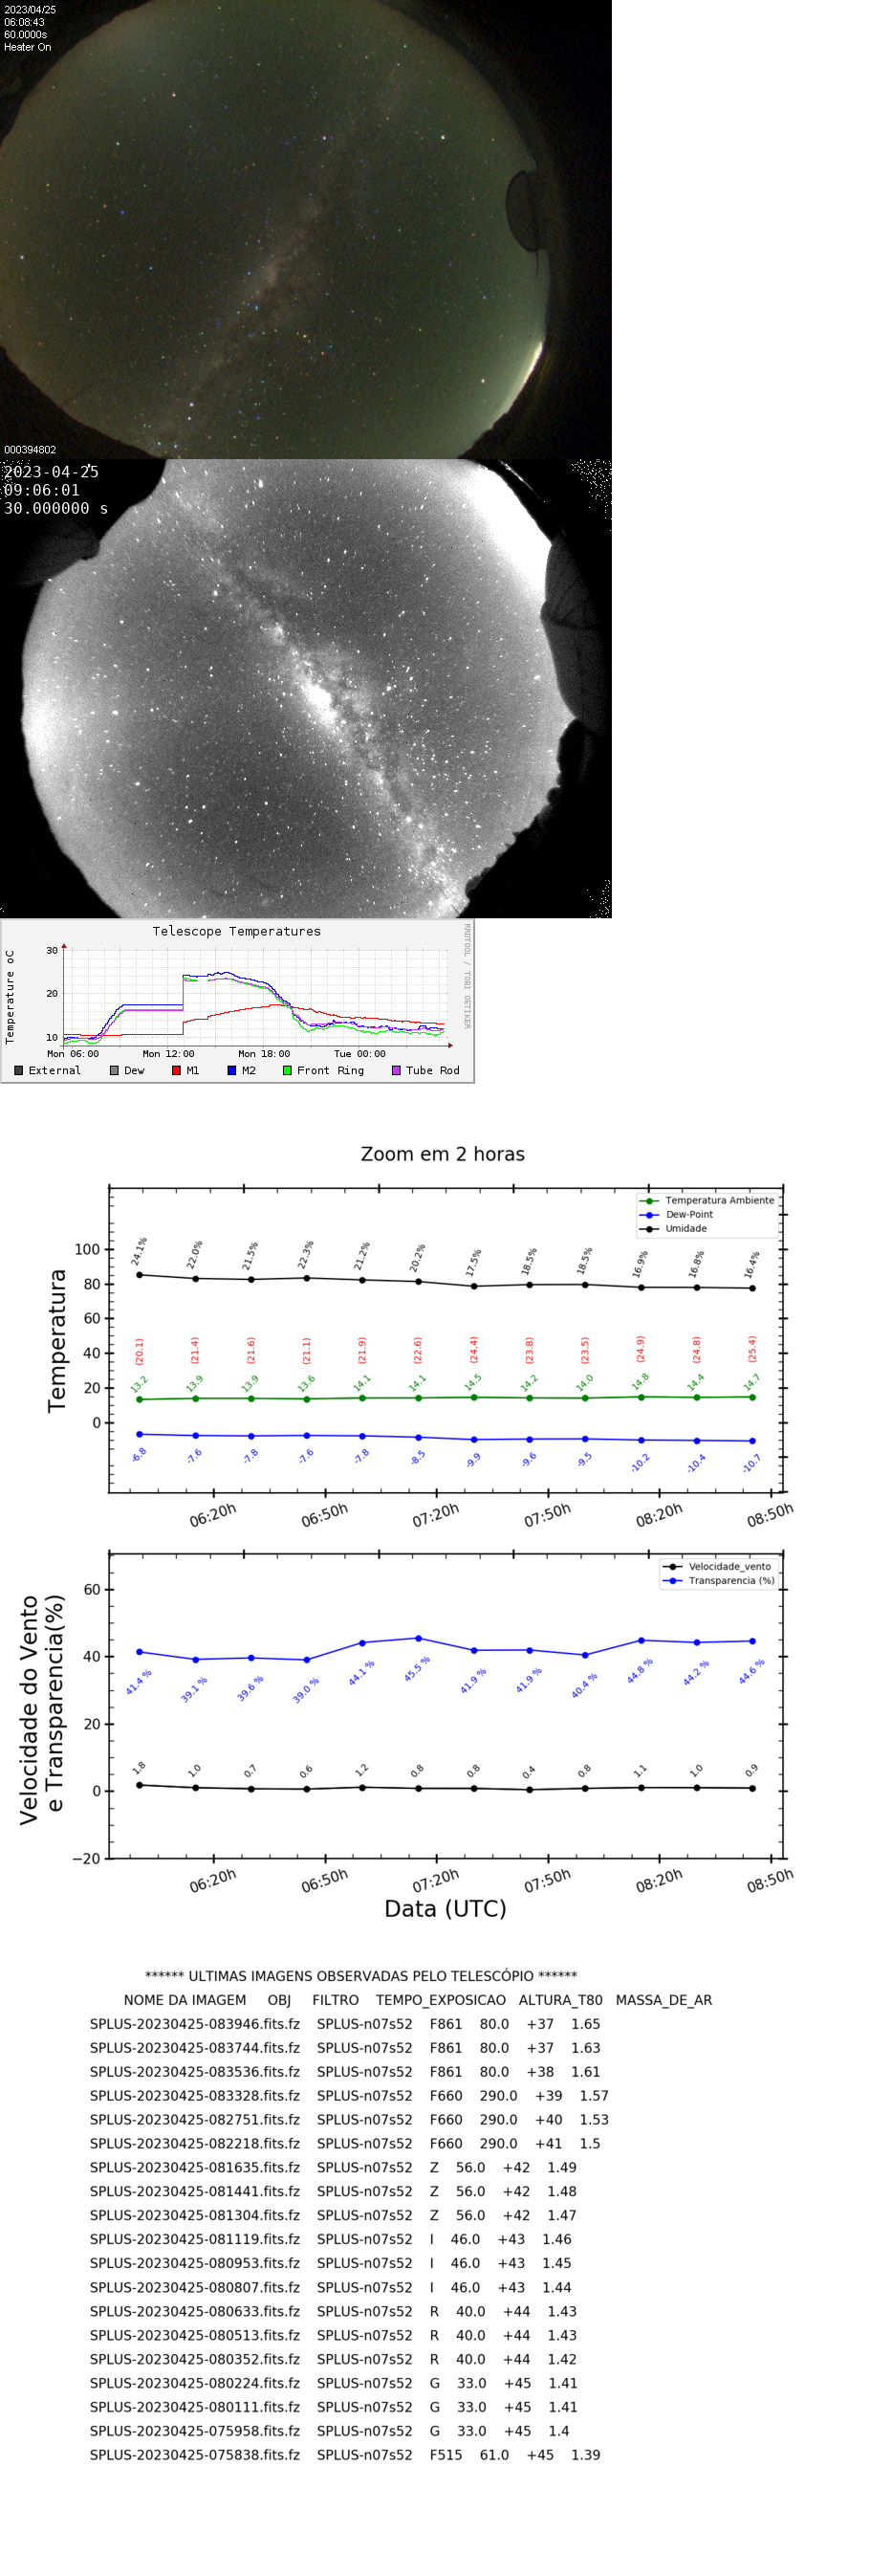 2023/04/25
06:08:43
60.0000s
Heater On
000394802
2023-04-25
09:06:01
30.000000 s
Telescope Temperatures
RRDTOOL / TOBI OETIKER
Temperature oC
30
20
10
Mon 06:00 Mon 12:00 Mon 18:00 Tue 00:00
External Dew M1 M2 Front Ring Tube Rod
Zoom em 2 horas
Temperatura Ambiente
Dew-Point
Umidade
Temperatura
100
80
60
40
20
0
24.1% 22.0% 21.5% 22.3% 21.2% 20.2% 17.5% 18.5% 18.5% 16.9% 16.8% 16.4%
(20.1) (21.4) (21.6) (21.1) (21.9) (22.6) (24.4) (23.8) (23.5) (24.9) (24.8) (25.4)
13.2 13.9 13.9 13.6 14.1 14.1 14.5 14.2 14.0 14.8 14.4 14.7
-6.8 -7.6 -7.8 -7.6 -7.8 -8.5 -9.9 -9.6 -9.5 -10.2 -10.4 -10.7
06:20h 06:50h 07:20h 07:50h 08:20h 08:50h
Velocidade_vento
Transparencia (%)
Velocidade do Vento
e Transparencia(%)
60
40
20
0
−20
41.4 % 39.1 % 39.6 % 39.0 % 44.1 % 45.5 % 41.9 % 41.9 % 40.4 % 44.8 % 44.2 % 44.6 %
1.8 1.0 0.7 0.6 1.2 0.8 0.8 0.4 0.8 1.1 1.0 0.9
06:20h 06:50h 07:20h 07:50h 08:20h 08:50h
Data (UTC)
****** ULTIMAS IMAGENS OBSERVADAS PELO TELESCÓPIO ******
NOME DA IMAGEM OBJ FILTRO TEMPO_EXPOSICAO ALTURA_T80 MASSA_DE_AR
SPLUS-20230425-083946.fits.fz SPLUS-n07s52 F861 80.0 +37 1.65
SPLUS-20230425-083744.fits.fz SPLUS-n07s52 F861 80.0 +37 1.63
SPLUS-20230425-083536.fits.fz SPLUS-n07s52 F861 80.0 +38 1.61
SPLUS-20230425-083328.fits.fz SPLUS-n07s52 F660 290.0 +39 1.57
SPLUS-20230425-082751.fits.fz SPLUS-n07s52 F660 290.0 +40 1.53
SPLUS-20230425-082218.fits.fz SPLUS-n07s52 F660 290.0 +41 1.5
SPLUS-20230425-081635.fits.fz SPLUS-n07s52 Z 56.0 +42 1.49
SPLUS-20230425-081441.fits.fz SPLUS-n07s52 Z 56.0 +42 1.48
SPLUS-20230425-081304.fits.fz SPLUS-n07s52 Z 56.0 +42 1.47
SPLUS-20230425-081119.fits.fz SPLUS-n07s52 I 46.0 +43 1.46
SPLUS-20230425-080953.fits.fz SPLUS-n07s52 I 46.0 +43 1.45
SPLUS-20230425-080807.fits.fz SPLUS-n07s52 I 46.0 +43 1.44
SPLUS-20230425-080633.fits.fz SPLUS-n07s52 R 40.0 +44 1.43
SPLUS-20230425-080513.fits.fz SPLUS-n07s52 R 40.0 +44 1.43
SPLUS-20230425-080352.fits.fz SPLUS-n07s52 R 40.0 +44 1.42
SPLUS-20230425-080224.fits.fz SPLUS-n07s52 G 33.0 +45 1.41
SPLUS-20230425-080111.fits.fz SPLUS-n07s52 G 33.0 +45 1.41
SPLUS-20230425-075958.fits.fz SPLUS-n07s52 G 33.0 +45 1.4
SPLUS-20230425-075838.fits.fz SPLUS-n07s52 F515 61.0 +45 1.39